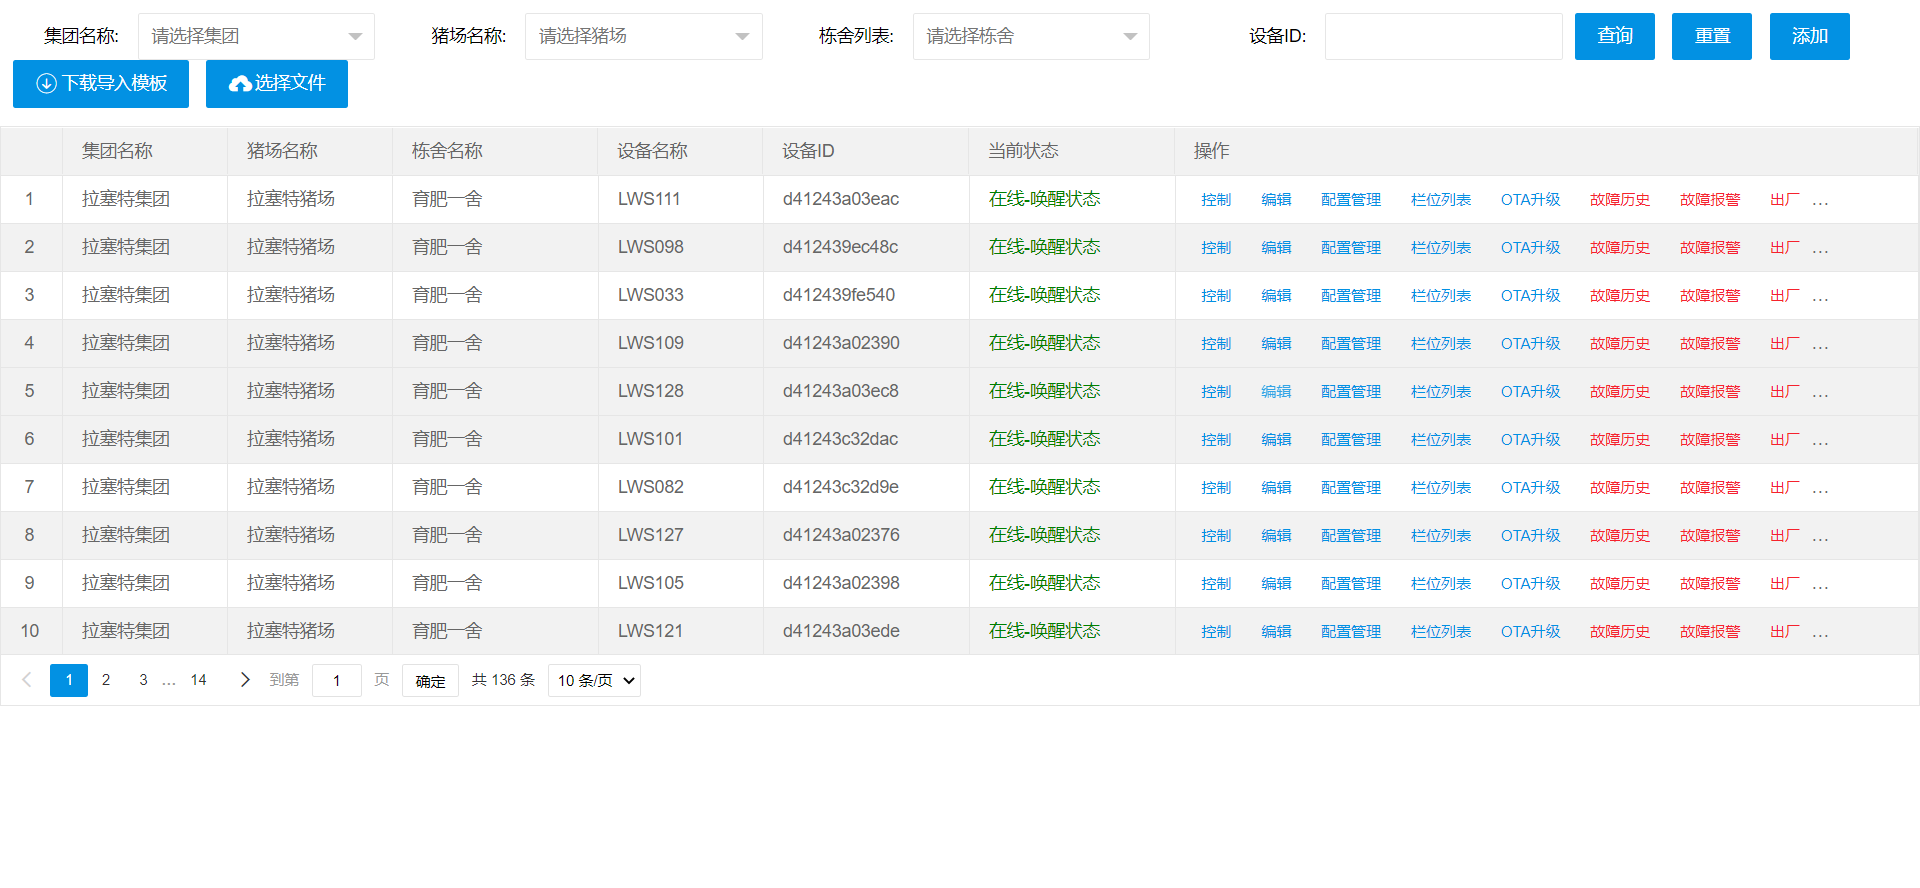 集团名称: 请选择集团 猪场名称: 请选择猪场 栋舍列表: 请选择栋舍 设备ID: 查询 重置 添加
下载导入模板 选择文件
集团名称 猪场名称 栋舍名称 设备名称 设备ID 当前状态 操作
1 拉塞特集团 拉塞特猪场 育肥一舍 LWS111 d41243a03eac 在线-唤醒状态 控制 编辑 配置管理 栏位列表 OTA升级 故障历史 故障报警 出厂 ...
2 拉塞特集团 拉塞特猪场 育肥一舍 LWS098 d412439ec48c 在线-唤醒状态 控制 编辑 配置管理 栏位列表 OTA升级 故障历史 故障报警 出厂 ...
3 拉塞特集团 拉塞特猪场 育肥一舍 LWS033 d412439fe540 在线-唤醒状态 控制 编辑 配置管理 栏位列表 OTA升级 故障历史 故障报警 出厂 ...
4 拉塞特集团 拉塞特猪场 育肥一舍 LWS109 d41243a02390 在线-唤醒状态 控制 编辑 配置管理 栏位列表 OTA升级 故障历史 故障报警 出厂 ...
5 拉塞特集团 拉塞特猪场 育肥一舍 LWS128 d41243a03ec8 在线-唤醒状态 控制 编辑 配置管理 栏位列表 OTA升级 故障历史 故障报警 出厂 ...
6 拉塞特集团 拉塞特猪场 育肥一舍 LWS101 d41243c32dac 在线-唤醒状态 控制 编辑 配置管理 栏位列表 OTA升级 故障历史 故障报警 出厂 ...
7 拉塞特集团 拉塞特猪场 育肥一舍 LWS082 d41243c32d9e 在线-唤醒状态 控制 编辑 配置管理 栏位列表 OTA升级 故障历史 故障报警 出厂 ...
8 拉塞特集团 拉塞特猪场 育肥一舍 LWS127 d41243a02376 在线-唤醒状态 控制 编辑 配置管理 栏位列表 OTA升级 故障历史 故障报警 出厂 ...
9 拉塞特集团 拉塞特猪场 育肥一舍 LWS105 d41243a02398 在线-唤醒状态 控制 编辑 配置管理 栏位列表 OTA升级 故障历史 故障报警 出厂 ...
10 拉塞特集团 拉塞特猪场 育肥一舍 LWS121 d41243a03ede 在线-唤醒状态 控制 编辑 配置管理 栏位列表 OTA升级 故障历史 故障报警 出厂 ...
1 2 3 ... 14 到第 1 页 确定 共 136 条 10 条/页